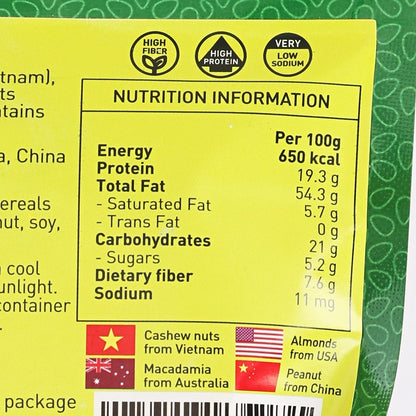 HIGH
FIBER
HIGH
PROTEIN
VERY
LOW
SODIUM
tnam),
ts
tains
a, China
ereals
nut, soy,
cool
unlight.
container
package
NUTRITION INFORMATION
Per 100g
Energy 650 kcal
Protein 19.3 g
Total Fat 54.3 g
- Saturated Fat 5.7 g
- Trans Fat 0 g
Carbohydrates 21 g
- Sugars 5.2 g
Dietary fiber 7.6 g
Sodium 11 mg
Cashew nuts
from Vietnam
Almonds
from USA
Macadamia
from Australia
Peanut
from China